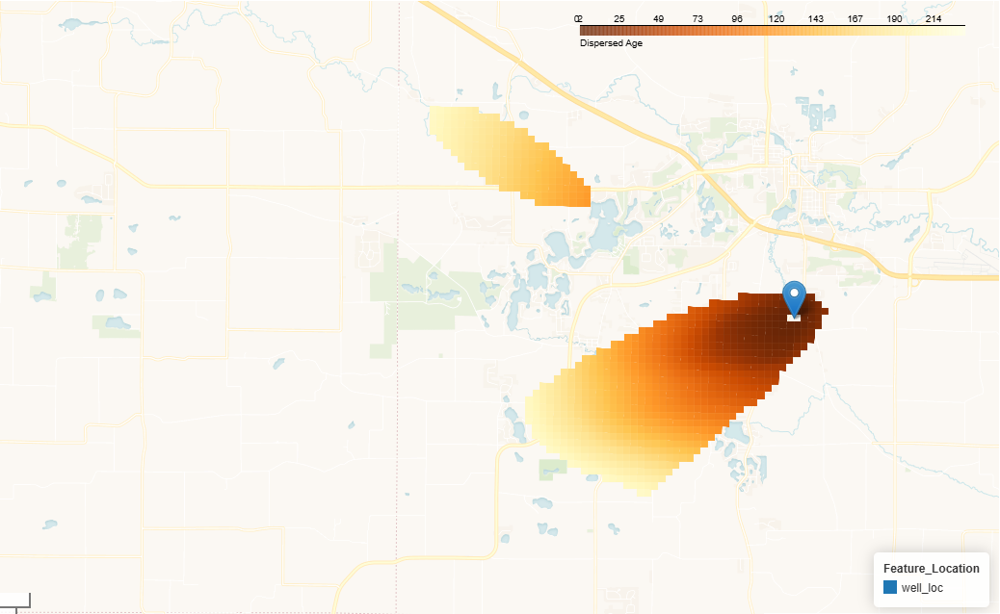 02 25 49 73 96 120 143 167 190 214
Dispersed Age
Feature_Location
well_loc